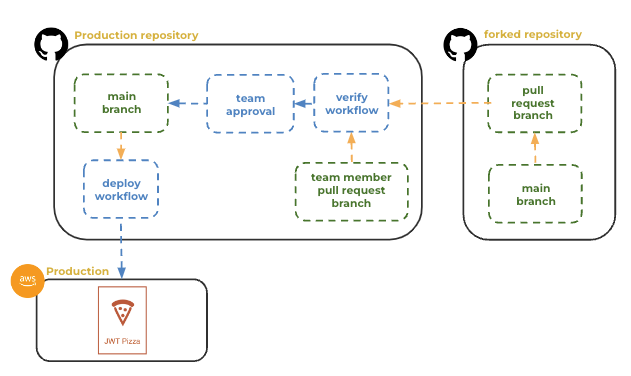 Production repository
forked repository
main
branch
team
approval
verify
workflow
pull
request
branch
deploy
workflow
team member
pull request
branch
main
branch
aws
Production
JWT Pizza